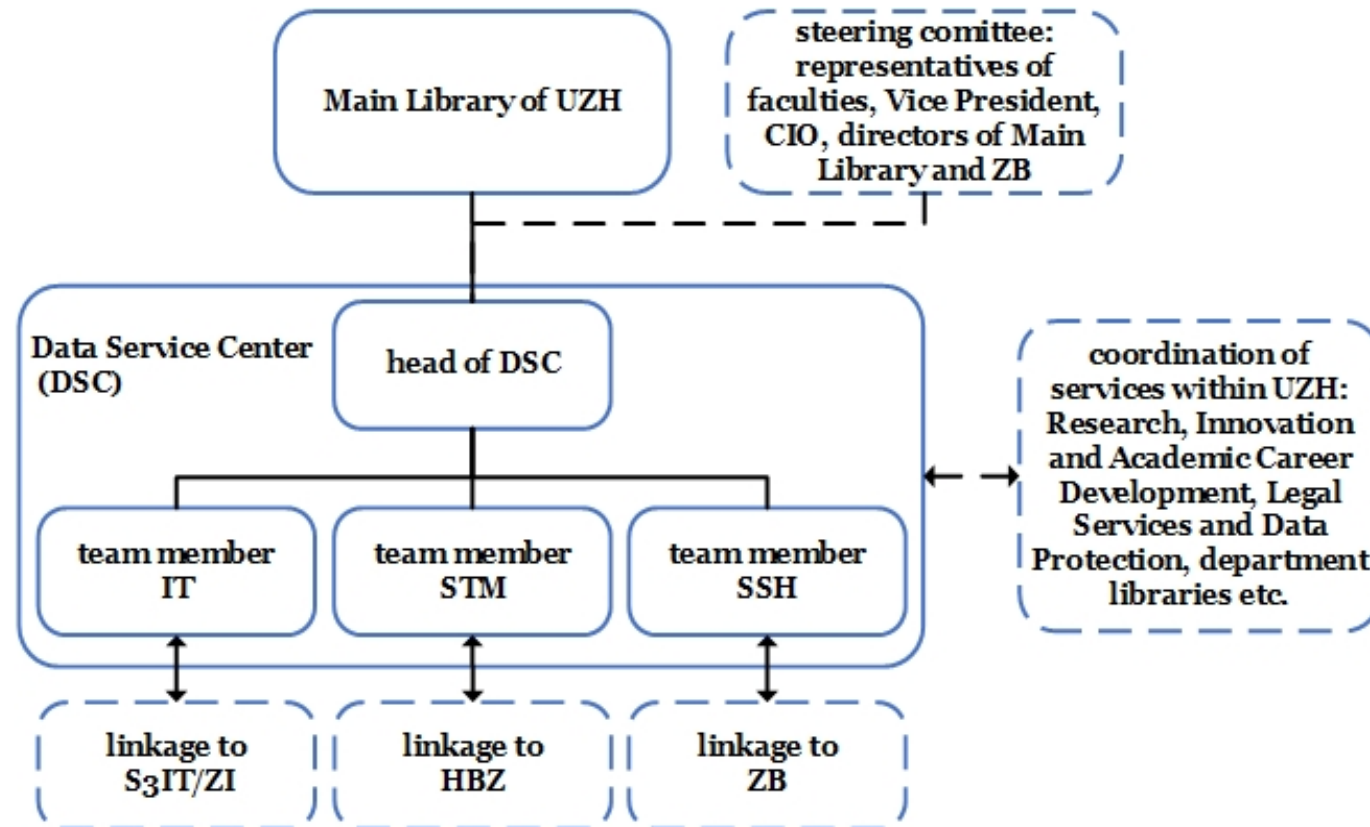 Main Library of UZH
steering comittee:
representatives of
faculties, Vice President,
CIO, directors of Main
Library and ZB
Data Service Center
(DSC)
head of DSC
coordination of
services within UZH:
Research, Innovation
and Academic Career
Development, Legal
Services and Data
Protection, department
libraries etc.
team member
IT
team member
STM
team member
SSH
linkage to
S3IT/ZI
linkage to
HBZ
linkage to
ZB